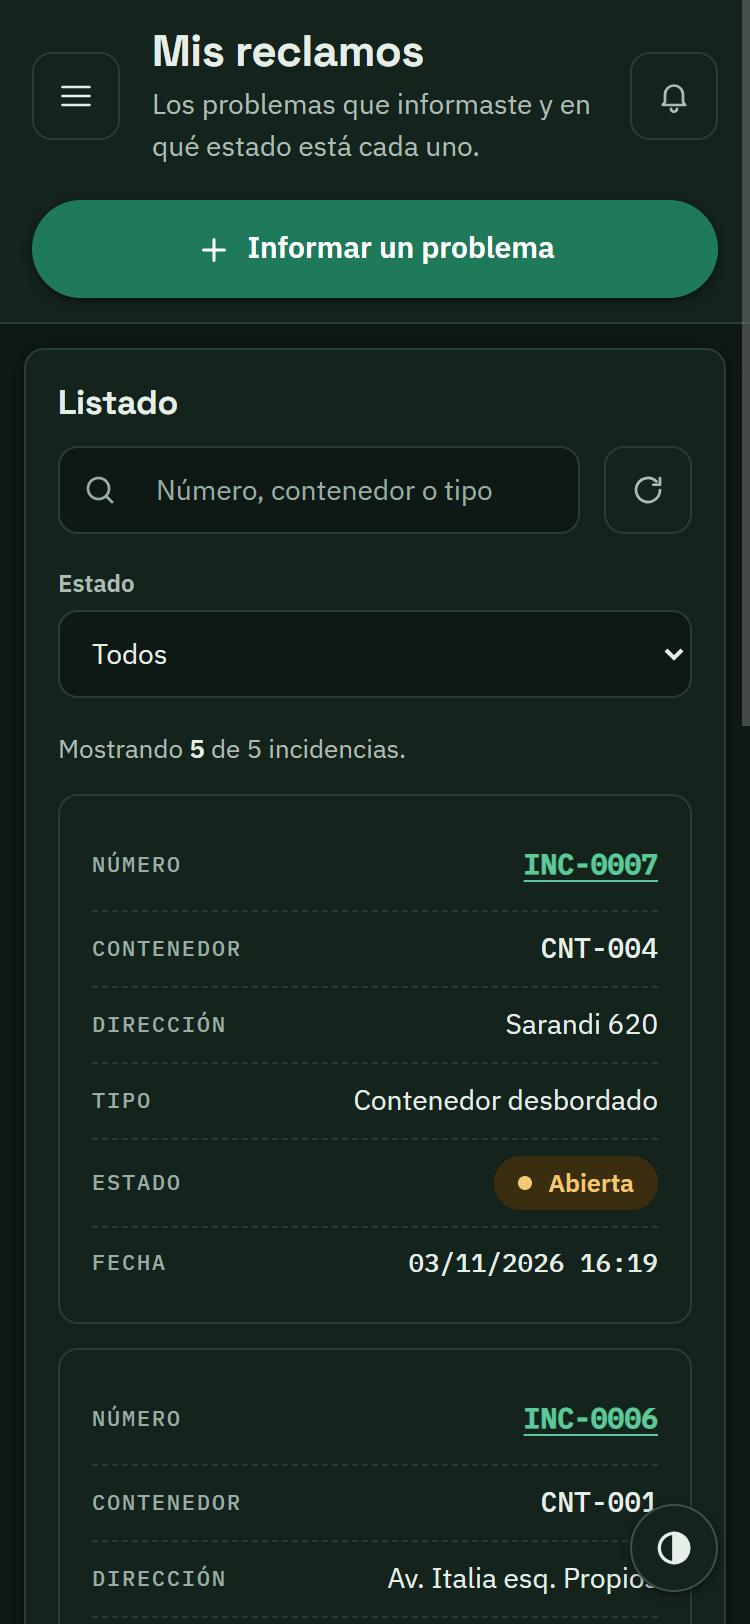 Mis reclamos
Los problemas que informaste y en
qué estado está cada uno.
Informar un problema
Listado
Número, contenedor o tipo
Estado
Todos
Mostrando 5 de 5 incidencias.
NÚMERO INC-0007
CONTENEDOR CNT-004
DIRECCIÓN Sarandi 620
TIPO Contenedor desbordado
ESTADO Abierta
FECHA 03/11/2026 16:19
NÚMERO INC-0006
CONTENEDOR CNT-001
DIRECCIÓN Av. Italia esq. Propios